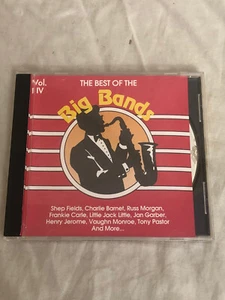 Vol.
IV
THE BEST OF THE
Big Bands
Shep Fields, Charlie Barnet, Russ Morgan,
Frankie Carle, Little Jack Little, Jan Garber,
Henry Jerome, Vaughn Monroe, Tony Pastor
And More...